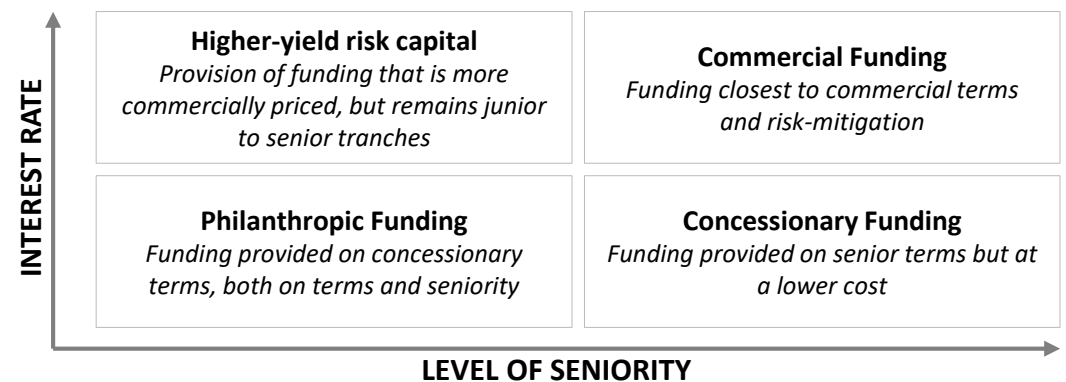 INTEREST RATE
Higher-yield risk capital
Provision of funding that is more
commercially priced, but remains junior
to senior tranches
Commercial Funding
Funding closest to commercial terms
and risk-mitigation
Philanthropic Funding
Funding provided on concessionary
terms, both on terms and seniority
Concessionary Funding
Funding provided on senior terms but at
a lower cost
LEVEL OF SENIORITY